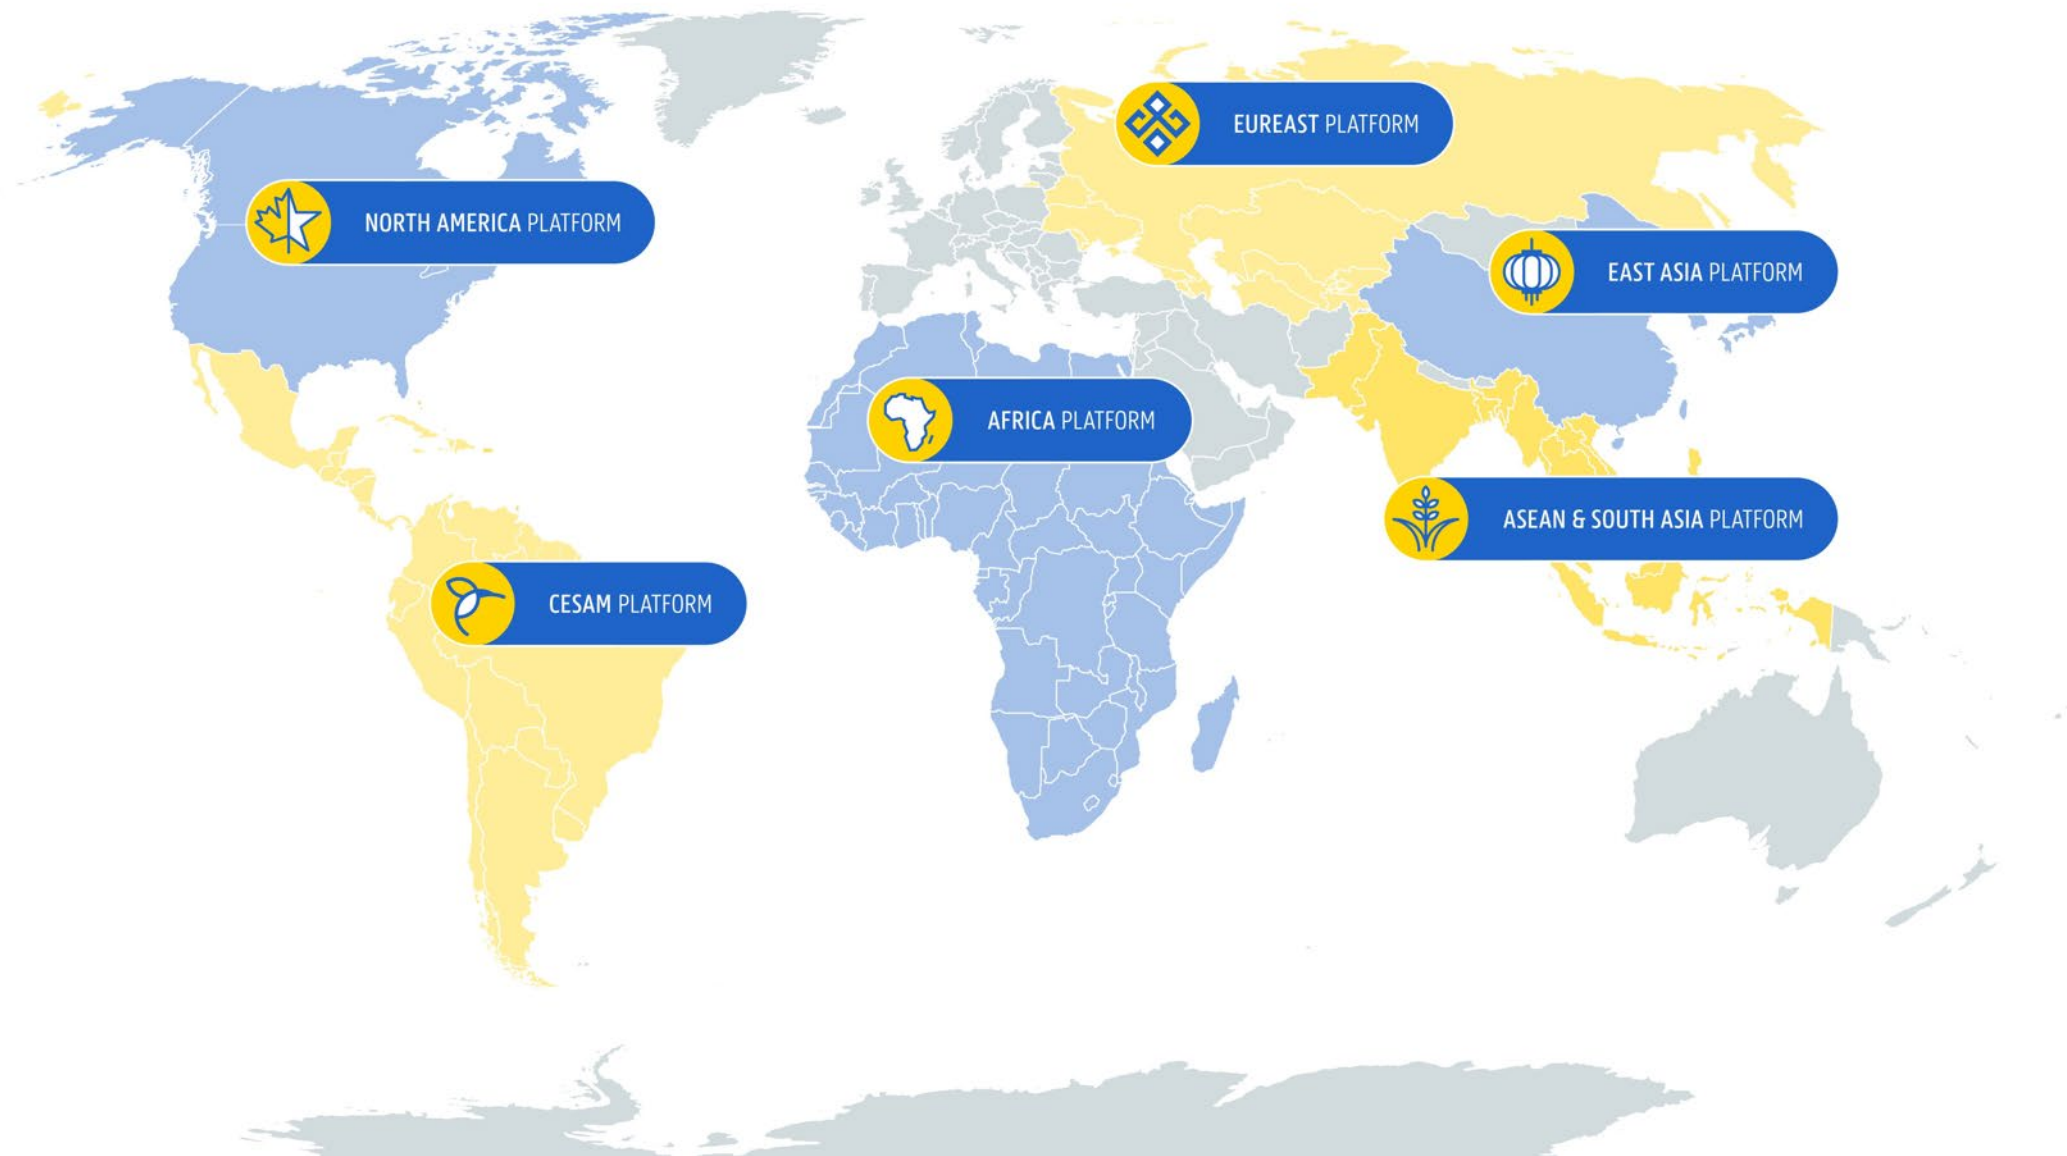 EUREAST PLATFORM
NORTH AMERICA PLATFORM
EAST ASIA PLATFORM
AFRICA PLATFORM
ASEAN & SOUTH ASIA PLATFORM
CESAM PLATFORM